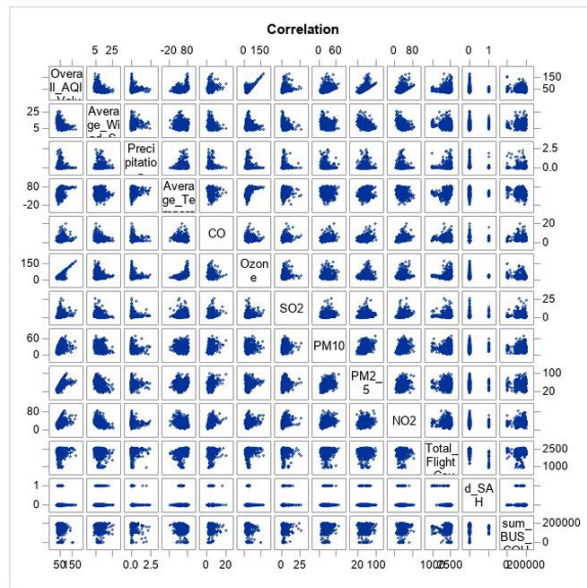 Correlation
5 25 -20 80 0 150 0 60 0 80 0 1
Overa
ll_AQI
150
50
25
5
Avera
ge_Wi
Preci
pitatio
2.5
0.0
80
-20
Avera
ge_Te
CO
20
0
150
0
Ozon
e
SO2
25
0
60
0
PM10
PM2_
5
100
20
80
0
NO2
Total_
Flight
2500
1000
1
0
d_SA
H
sum_
BUS_
200000
0
50150 0.0 2.5 0 20 0 25 20 100 10002500 0200000